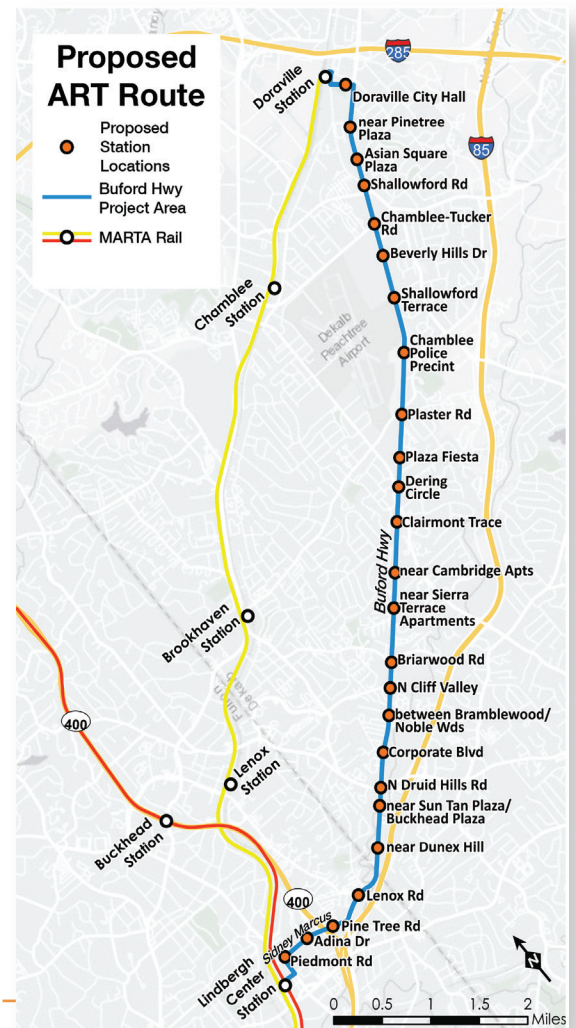 Proposed
ART Route
Proposed
Station
Locations
Buford Hwy
Project Area
MARTA Rail
285
85
Doraville
Station
Doraville City Hall
near Pinetree
Plaza
Asian Square
Plaza
Shallowford Rd
Chamblee-Tucker
Rd
Beverly Hills Dr
Chamblee
Station
Shallowford
Terrace
Dekalb
Peachtree
Airport
Chamblee
Police
Precint
Plaster Rd
Plaza Fiesta
Dering
Circle
Clairmont Trace
Buford Hwy
near Cambridge Apts
near Sierra
Terrace
Apartments
Brookhaven
Station
Briarwood Rd
N Cliff Valley
Fulton
Dekalb
between Bramblewood/
Noble Wds
400
Corporate Blvd
Lenox
Station
N Druid Hills Rd
near Sun Tan Plaza/
Buckhead Plaza
Buckhead
Station
near Dunex Hill
400
Lenox Rd
Sidney Marcus
Pine Tree Rd
Adina Dr
Piedmont Rd
Lindbergh
Center
Station
N
0 0.5 1 1.5 2
Miles